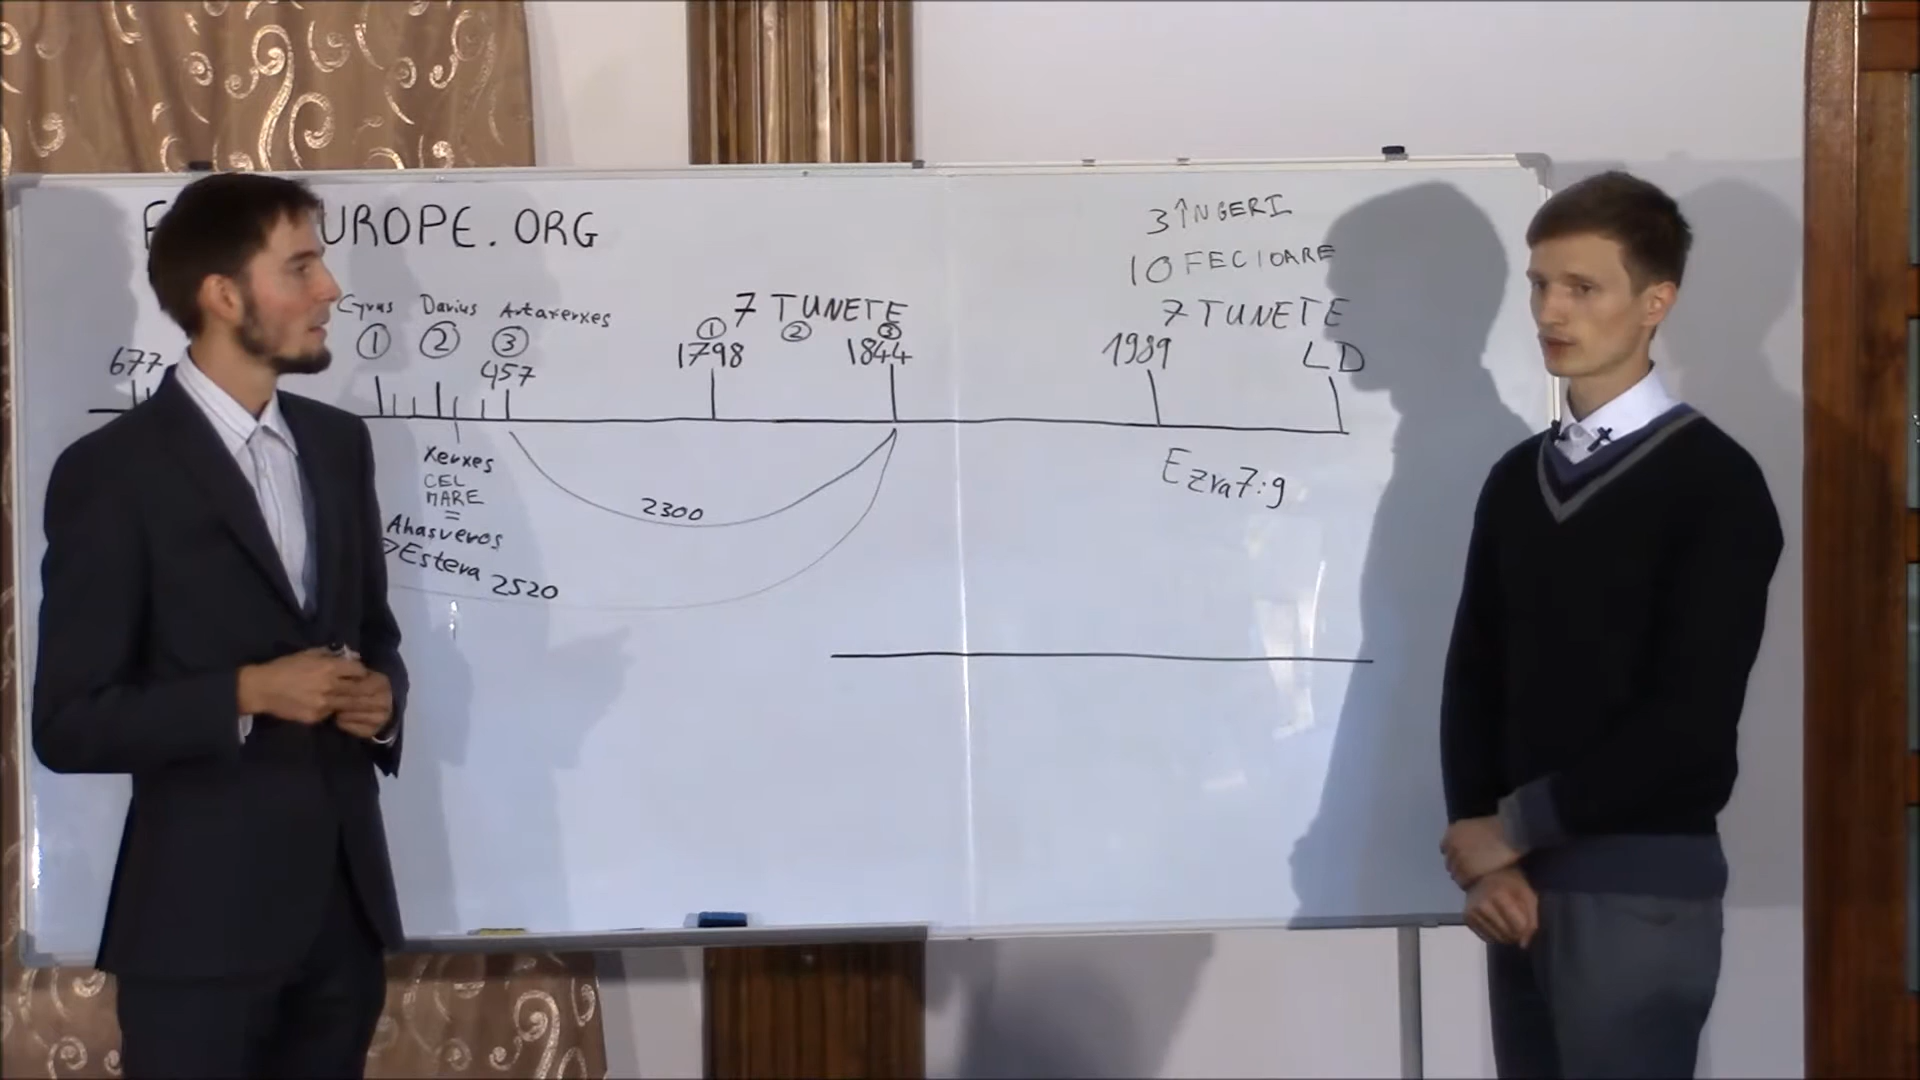 UROPE.ORG
3 ÎNGERI
10 FECIOARE
Cyrus Darius Artaxerxes
7 TUNETE
7 TUNETE
① ② ③
① ② ③
677
457
1798
1844
1989
LD
Xerxes
CEL
MARE
=
Ahasveros
Estera
2300
2520
Ezra 7:9